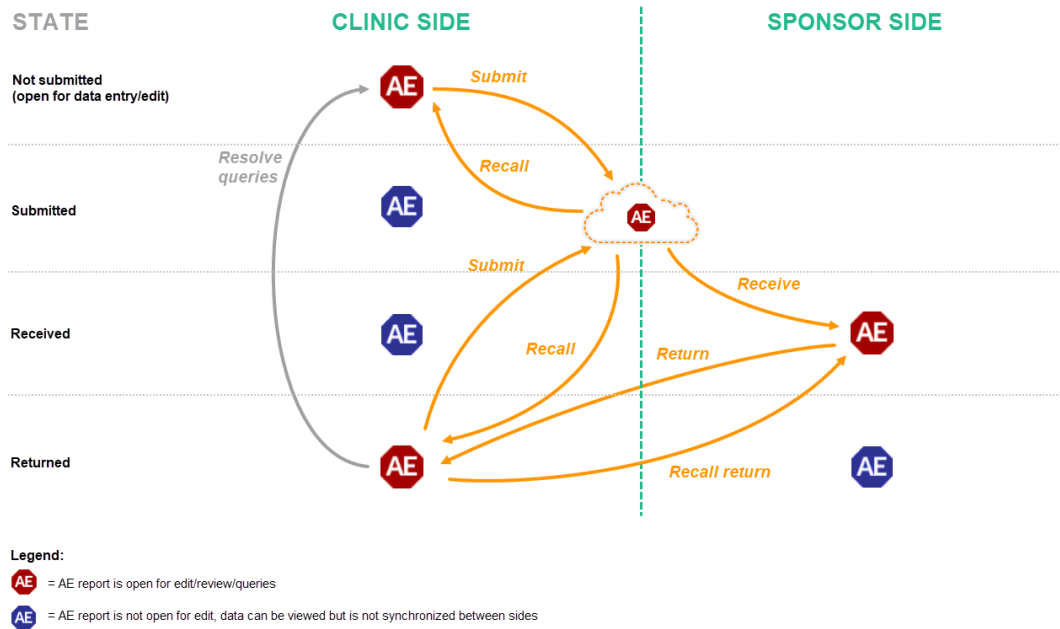 STATE
CLINIC SIDE
SPONSOR SIDE
Not submitted
(open for data entry/edit)
AE
Submit
Recall
Resolve
queries
Submitted
AE
AE
Submit
Receive
Received
AE
Recall
Return
AE
Returned
AE
Recall return
AE
Legend:
AE = AE report is open for edit/review/queries
AE = AE report is not open for edit, data can be viewed but is not synchronized between sides